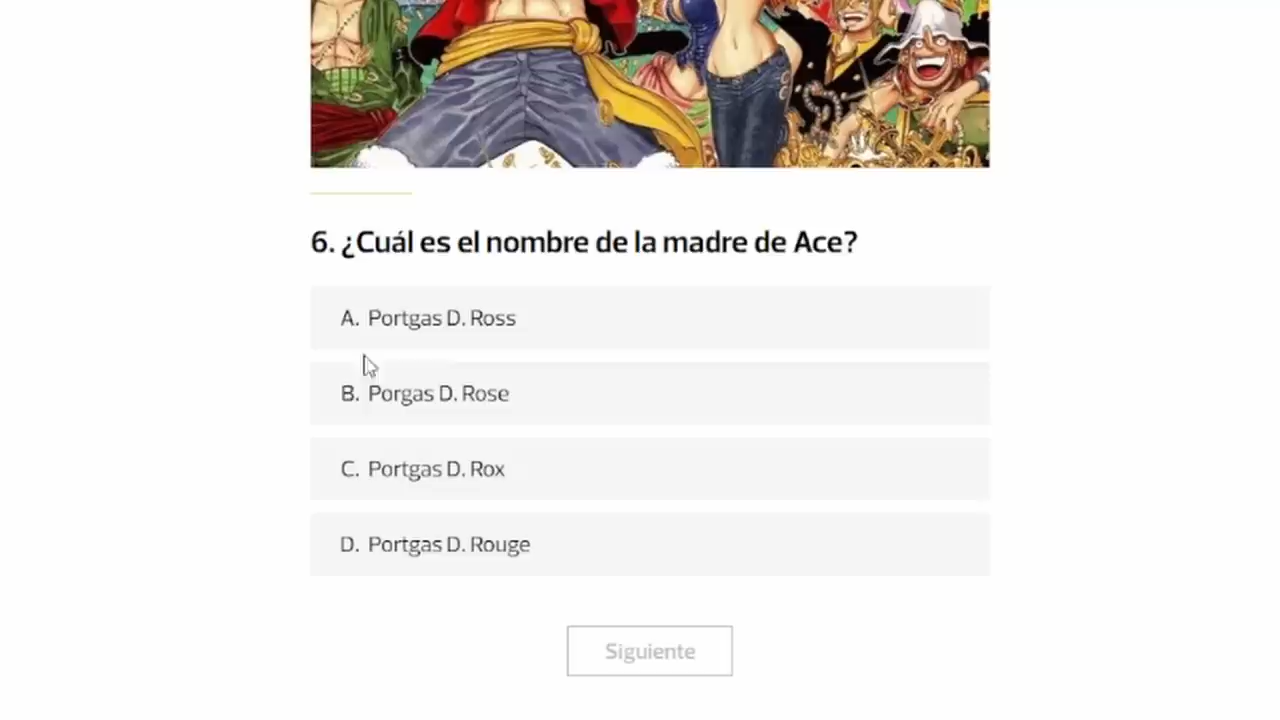 6. ¿Cuál es el nombre de la madre de Ace?
A. Portgas D. Ross
B. Porgas D. Rose
C. Portgas D. Rox
D. Portgas D. Rouge
Siguiente